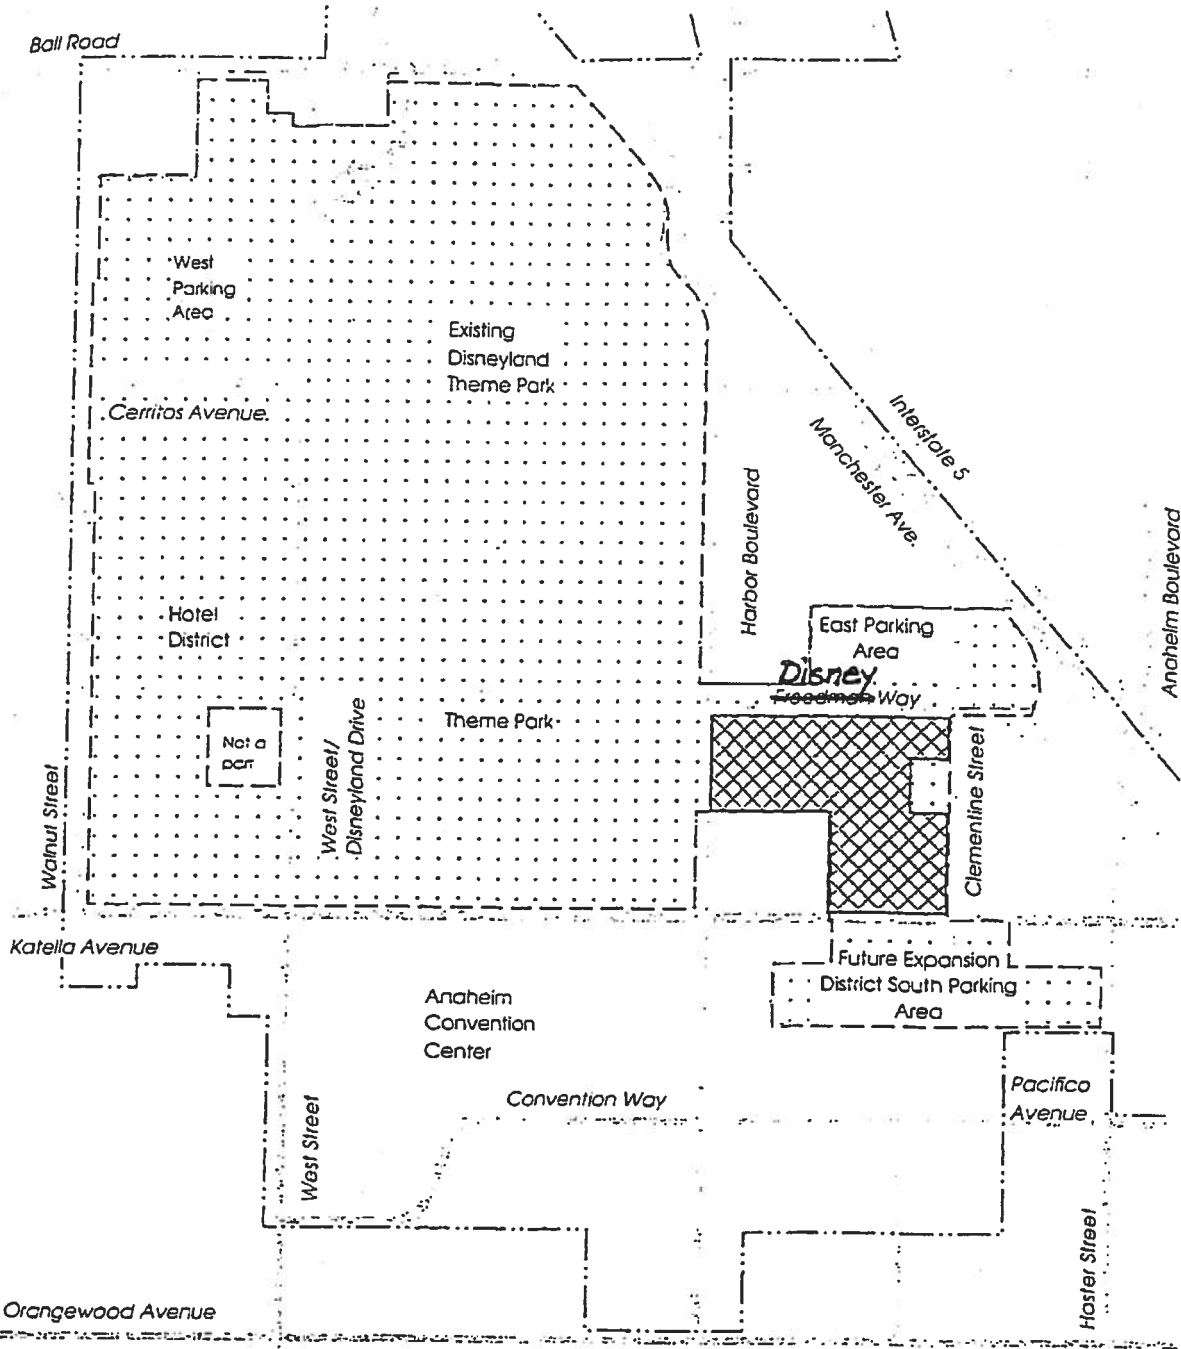 Ball Road
West
Parking
Area
Existing
Disneyland
Theme Park
Cerritos Avenue
Interstate 5
Manchester Ave.
Harbor Boulevard
Anaheim Boulevard
Hotel
District
East Parking
Area
Disney
Freedman Way
Theme Park
Not a
part
West Street/
Disneyland Drive
Walnut Street
Clementine Street
Katella Avenue
Future Expansion
District South Parking
Area
Anaheim
Convention
Center
Pacifico
Avenue
Convention Way
West Street
Haster Street
Orangewood Avenue